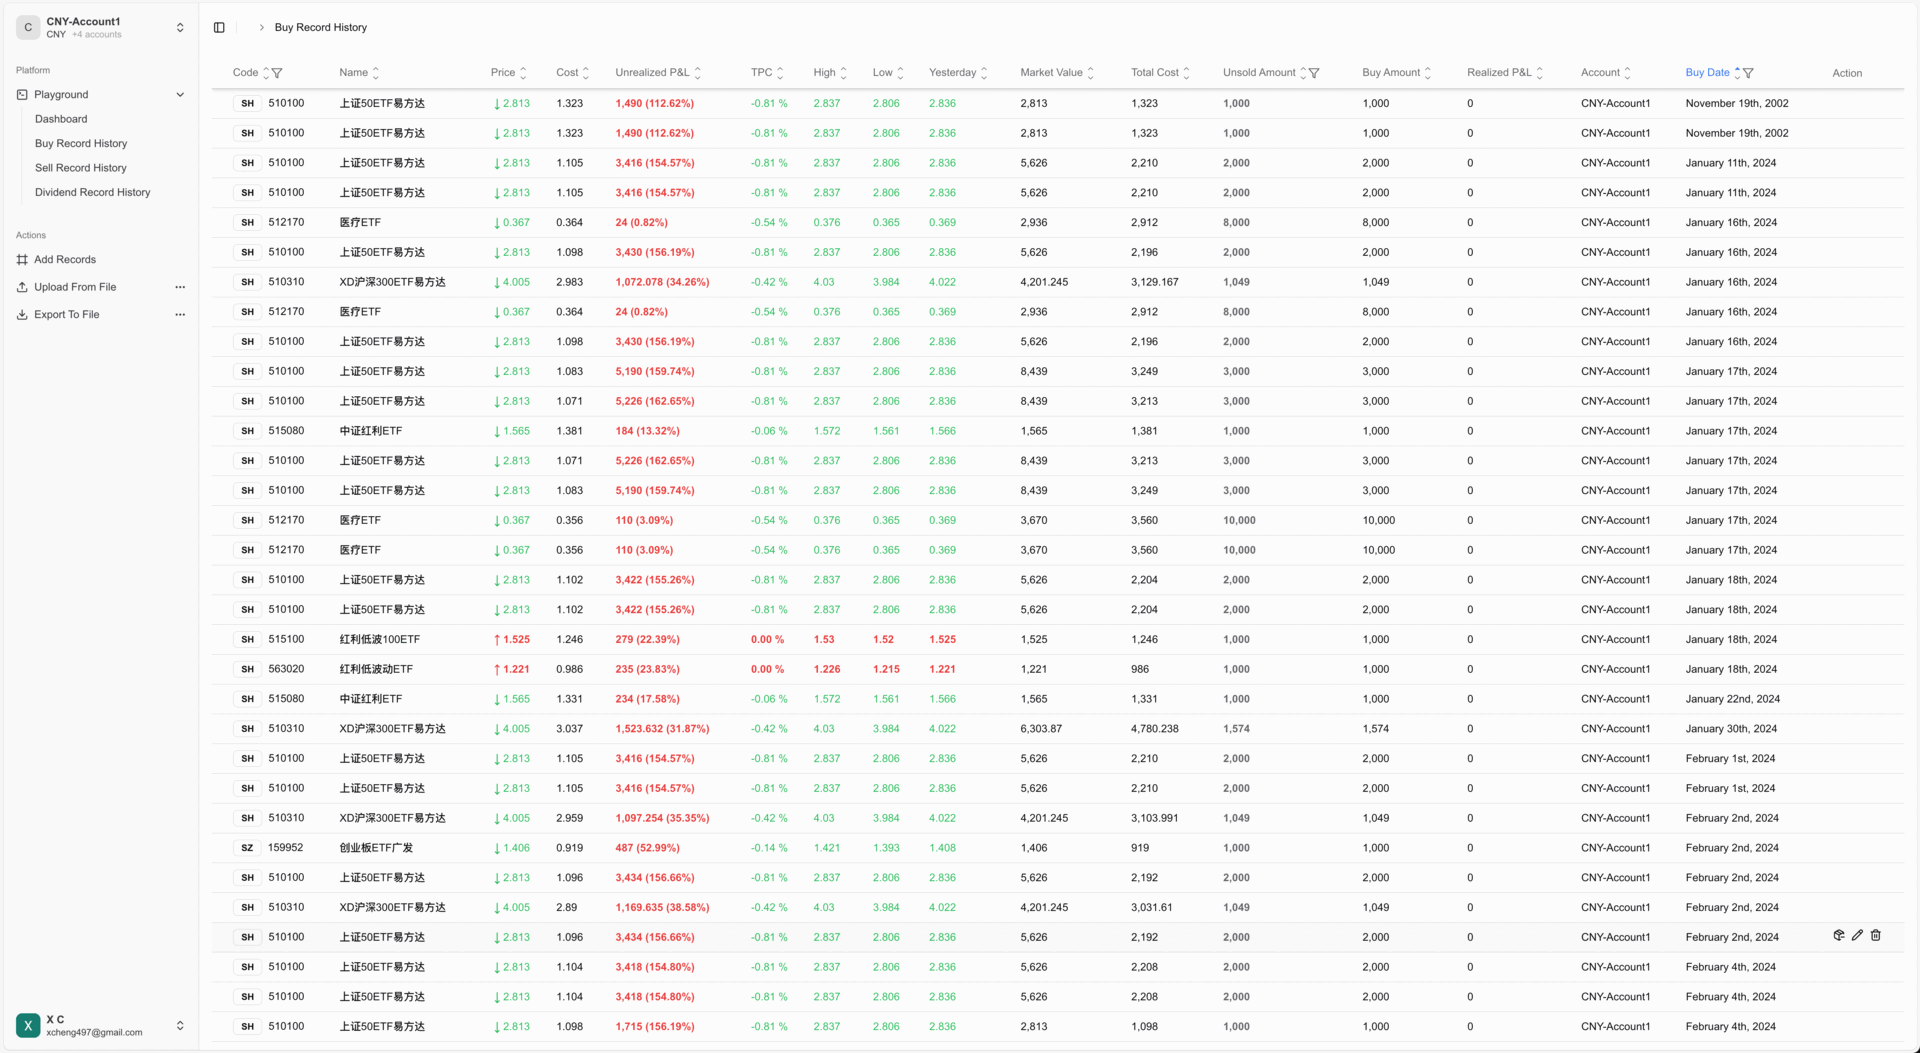 C
CNY-Account1
CNY +4 accounts
Platform
Playground
Dashboard
Buy Record History
Sell Record History
Dividend Record History
Actions
Add Records
Upload From File
Export To File
X
X C
xcheng497@gmail.com
Buy Record History
Code Name Price Cost Unrealized P&L TPC High Low Yesterday Market Value Total Cost Unsold Amount Buy Amount Realized P&L Account Buy Date Action
SH 510100 上证50ETF易方达 ↓2.813 1.323 1,490 (112.62%) -0.81 % 2.837 2.806 2.836 2,813 1,323 1,000 1,000 0 CNY-Account1 November 19th, 2002
SH 510100 上证50ETF易方达 ↓2.813 1.323 1,490 (112.62%) -0.81 % 2.837 2.806 2.836 2,813 1,323 1,000 1,000 0 CNY-Account1 November 19th, 2002
SH 510100 上证50ETF易方达 ↓2.813 1.105 3,416 (154.57%) -0.81 % 2.837 2.806 2.836 5,626 2,210 2,000 2,000 0 CNY-Account1 January 11th, 2024
SH 510100 上证50ETF易方达 ↓2.813 1.105 3,416 (154.57%) -0.81 % 2.837 2.806 2.836 5,626 2,210 2,000 2,000 0 CNY-Account1 January 11th, 2024
SH 512170 医疗ETF ↓0.367 0.364 24 (0.82%) -0.54 % 0.376 0.365 0.369 2,936 2,912 8,000 8,000 0 CNY-Account1 January 16th, 2024
SH 510100 上证50ETF易方达 ↓2.813 1.098 3,430 (156.19%) -0.81 % 2.837 2.806 2.836 5,626 2,196 2,000 2,000 0 CNY-Account1 January 16th, 2024
SH 510310 XD沪深300ETF易方达 ↓4.005 2.983 1,072.078 (34.26%) -0.42 % 4.03 3.984 4.022 4,201.245 3,129.167 1,049 1,049 0 CNY-Account1 January 16th, 2024
SH 512170 医疗ETF ↓0.367 0.364 24 (0.82%) -0.54 % 0.376 0.365 0.369 2,936 2,912 8,000 8,000 0 CNY-Account1 January 16th, 2024
SH 510100 上证50ETF易方达 ↓2.813 1.098 3,430 (156.19%) -0.81 % 2.837 2.806 2.836 5,626 2,196 2,000 2,000 0 CNY-Account1 January 16th, 2024
SH 510100 上证50ETF易方达 ↓2.813 1.083 5,190 (159.74%) -0.81 % 2.837 2.806 2.836 8,439 3,249 3,000 3,000 0 CNY-Account1 January 17th, 2024
SH 510100 上证50ETF易方达 ↓2.813 1.071 5,226 (162.65%) -0.81 % 2.837 2.806 2.836 8,439 3,213 3,000 3,000 0 CNY-Account1 January 17th, 2024
SH 515080 中证红利ETF ↓1.565 1.381 184 (13.32%) -0.06 % 1.572 1.561 1.566 1,565 1,381 1,000 1,000 0 CNY-Account1 January 17th, 2024
SH 510100 上证50ETF易方达 ↓2.813 1.071 5,226 (162.65%) -0.81 % 2.837 2.806 2.836 8,439 3,213 3,000 3,000 0 CNY-Account1 January 17th, 2024
SH 510100 上证50ETF易方达 ↓2.813 1.083 5,190 (159.74%) -0.81 % 2.837 2.806 2.836 8,439 3,249 3,000 3,000 0 CNY-Account1 January 17th, 2024
SH 512170 医疗ETF ↓0.367 0.356 110 (3.09%) -0.54 % 0.376 0.365 0.369 3,670 3,560 10,000 10,000 0 CNY-Account1 January 17th, 2024
SH 512170 医疗ETF ↓0.367 0.356 110 (3.09%) -0.54 % 0.376 0.365 0.369 3,670 3,560 10,000 10,000 0 CNY-Account1 January 17th, 2024
SH 510100 上证50ETF易方达 ↓2.813 1.102 3,422 (155.26%) -0.81 % 2.837 2.806 2.836 5,626 2,204 2,000 2,000 0 CNY-Account1 January 18th, 2024
SH 510100 上证50ETF易方达 ↓2.813 1.102 3,422 (155.26%) -0.81 % 2.837 2.806 2.836 5,626 2,204 2,000 2,000 0 CNY-Account1 January 18th, 2024
SH 515100 红利低波100ETF ↑1.525 1.246 279 (22.39%) 0.00 % 1.53 1.52 1.525 1,525 1,246 1,000 1,000 0 CNY-Account1 January 18th, 2024
SH 563020 红利低波动ETF ↑1.221 0.986 235 (23.83%) 0.00 % 1.226 1.215 1.221 1,221 986 1,000 1,000 0 CNY-Account1 January 18th, 2024
SH 515080 中证红利ETF ↓1.565 1.331 234 (17.58%) -0.06 % 1.572 1.561 1.566 1,565 1,331 1,000 1,000 0 CNY-Account1 January 22nd, 2024
SH 510310 XD沪深300ETF易方达 ↓4.005 3.037 1,523.632 (31.87%) -0.42 % 4.03 3.984 4.022 6,303.87 4,780.238 1,574 1,574 0 CNY-Account1 January 30th, 2024
SH 510100 上证50ETF易方达 ↓2.813 1.105 3,416 (154.57%) -0.81 % 2.837 2.806 2.836 5,626 2,210 2,000 2,000 0 CNY-Account1 February 1st, 2024
SH 510100 上证50ETF易方达 ↓2.813 1.105 3,416 (154.57%) -0.81 % 2.837 2.806 2.836 5,626 2,210 2,000 2,000 0 CNY-Account1 February 1st, 2024
SH 510310 XD沪深300ETF易方达 ↓4.005 2.959 1,097.254 (35.35%) -0.42 % 4.03 3.984 4.022 4,201.245 3,103.991 1,049 1,049 0 CNY-Account1 February 2nd, 2024
SZ 159952 创业板ETF广发 ↓1.406 0.919 487 (52.99%) -0.14 % 1.421 1.393 1.408 1,406 919 1,000 1,000 0 CNY-Account1 February 2nd, 2024
SH 510100 上证50ETF易方达 ↓2.813 1.096 3,434 (156.66%) -0.81 % 2.837 2.806 2.836 5,626 2,192 2,000 2,000 0 CNY-Account1 February 2nd, 2024
SH 510310 XD沪深300ETF易方达 ↓4.005 2.89 1,169.635 (38.58%) -0.42 % 4.03 3.984 4.022 4,201.245 3,031.61 1,049 1,049 0 CNY-Account1 February 2nd, 2024
SH 510100 上证50ETF易方达 ↓2.813 1.096 3,434 (156.66%) -0.81 % 2.837 2.806 2.836 5,626 2,192 2,000 2,000 0 CNY-Account1 February 2nd, 2024
SH 510100 上证50ETF易方达 ↓2.813 1.104 3,418 (154.80%) -0.81 % 2.837 2.806 2.836 5,626 2,208 2,000 2,000 0 CNY-Account1 February 4th, 2024
SH 510100 上证50ETF易方达 ↓2.813 1.104 3,418 (154.80%) -0.81 % 2.837 2.806 2.836 5,626 2,208 2,000 2,000 0 CNY-Account1 February 4th, 2024
SH 510100 上证50ETF易方达 ↓2.813 1.098 1,715 (156.19%) -0.81 % 2.837 2.806 2.836 2,813 1,098 1,000 1,000 0 CNY-Account1 February 4th, 2024